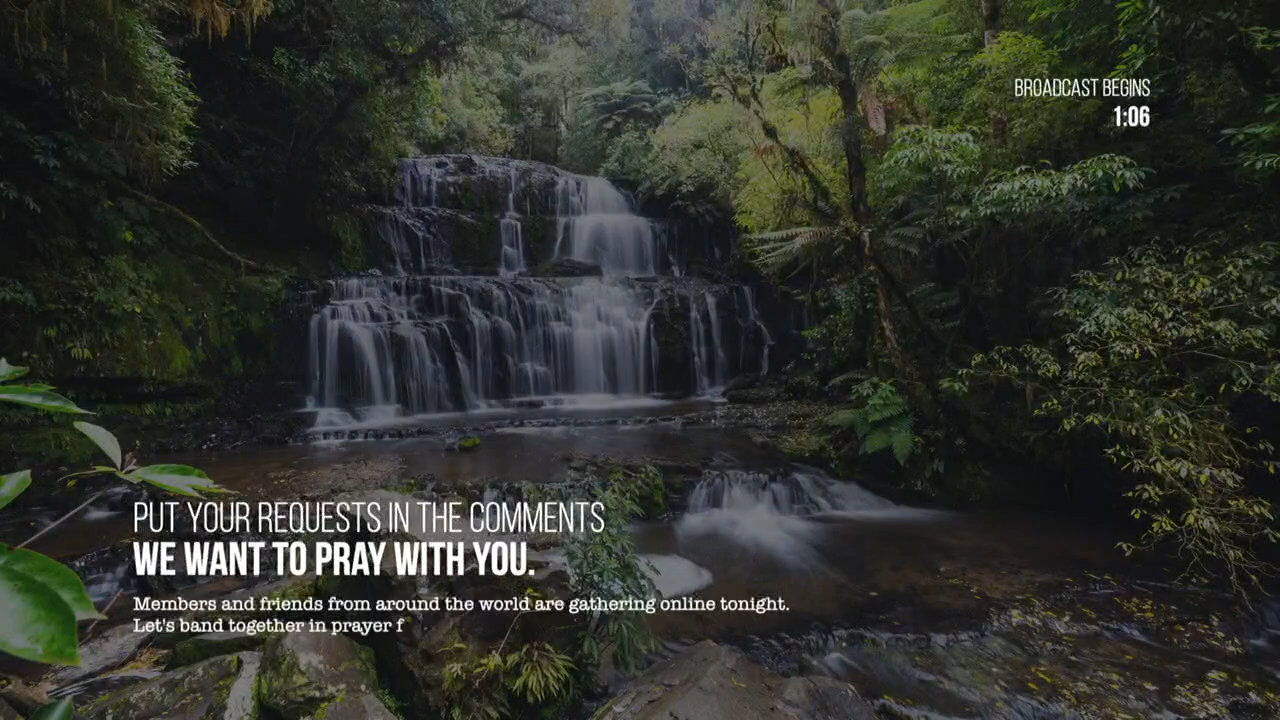 BROADCAST BEGINS
1:06
PUT YOUR REQUESTS IN THE COMMENTS
WE WANT TO PRAY WITH YOU.
Members and friends from around the world are gathering online tonight.
Let's band together in prayer f